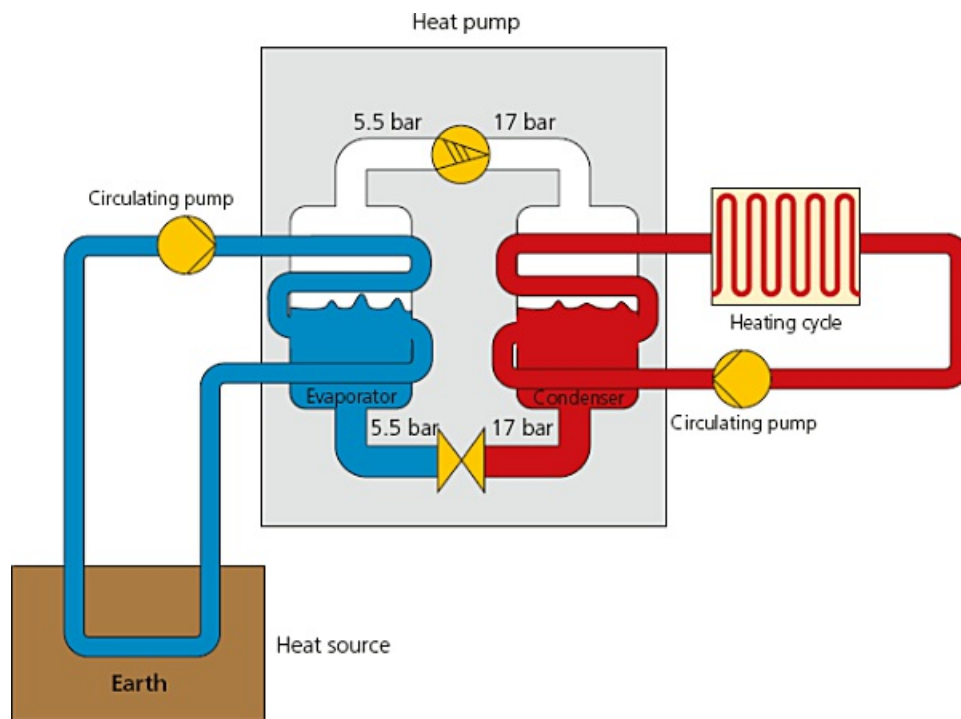 Heat pump
5.5 bar
17 bar
Circulating pump
Heating cycle
Evaporator
Condenser
Circulating pump
5.5 bar
17 bar
Heat source
Earth